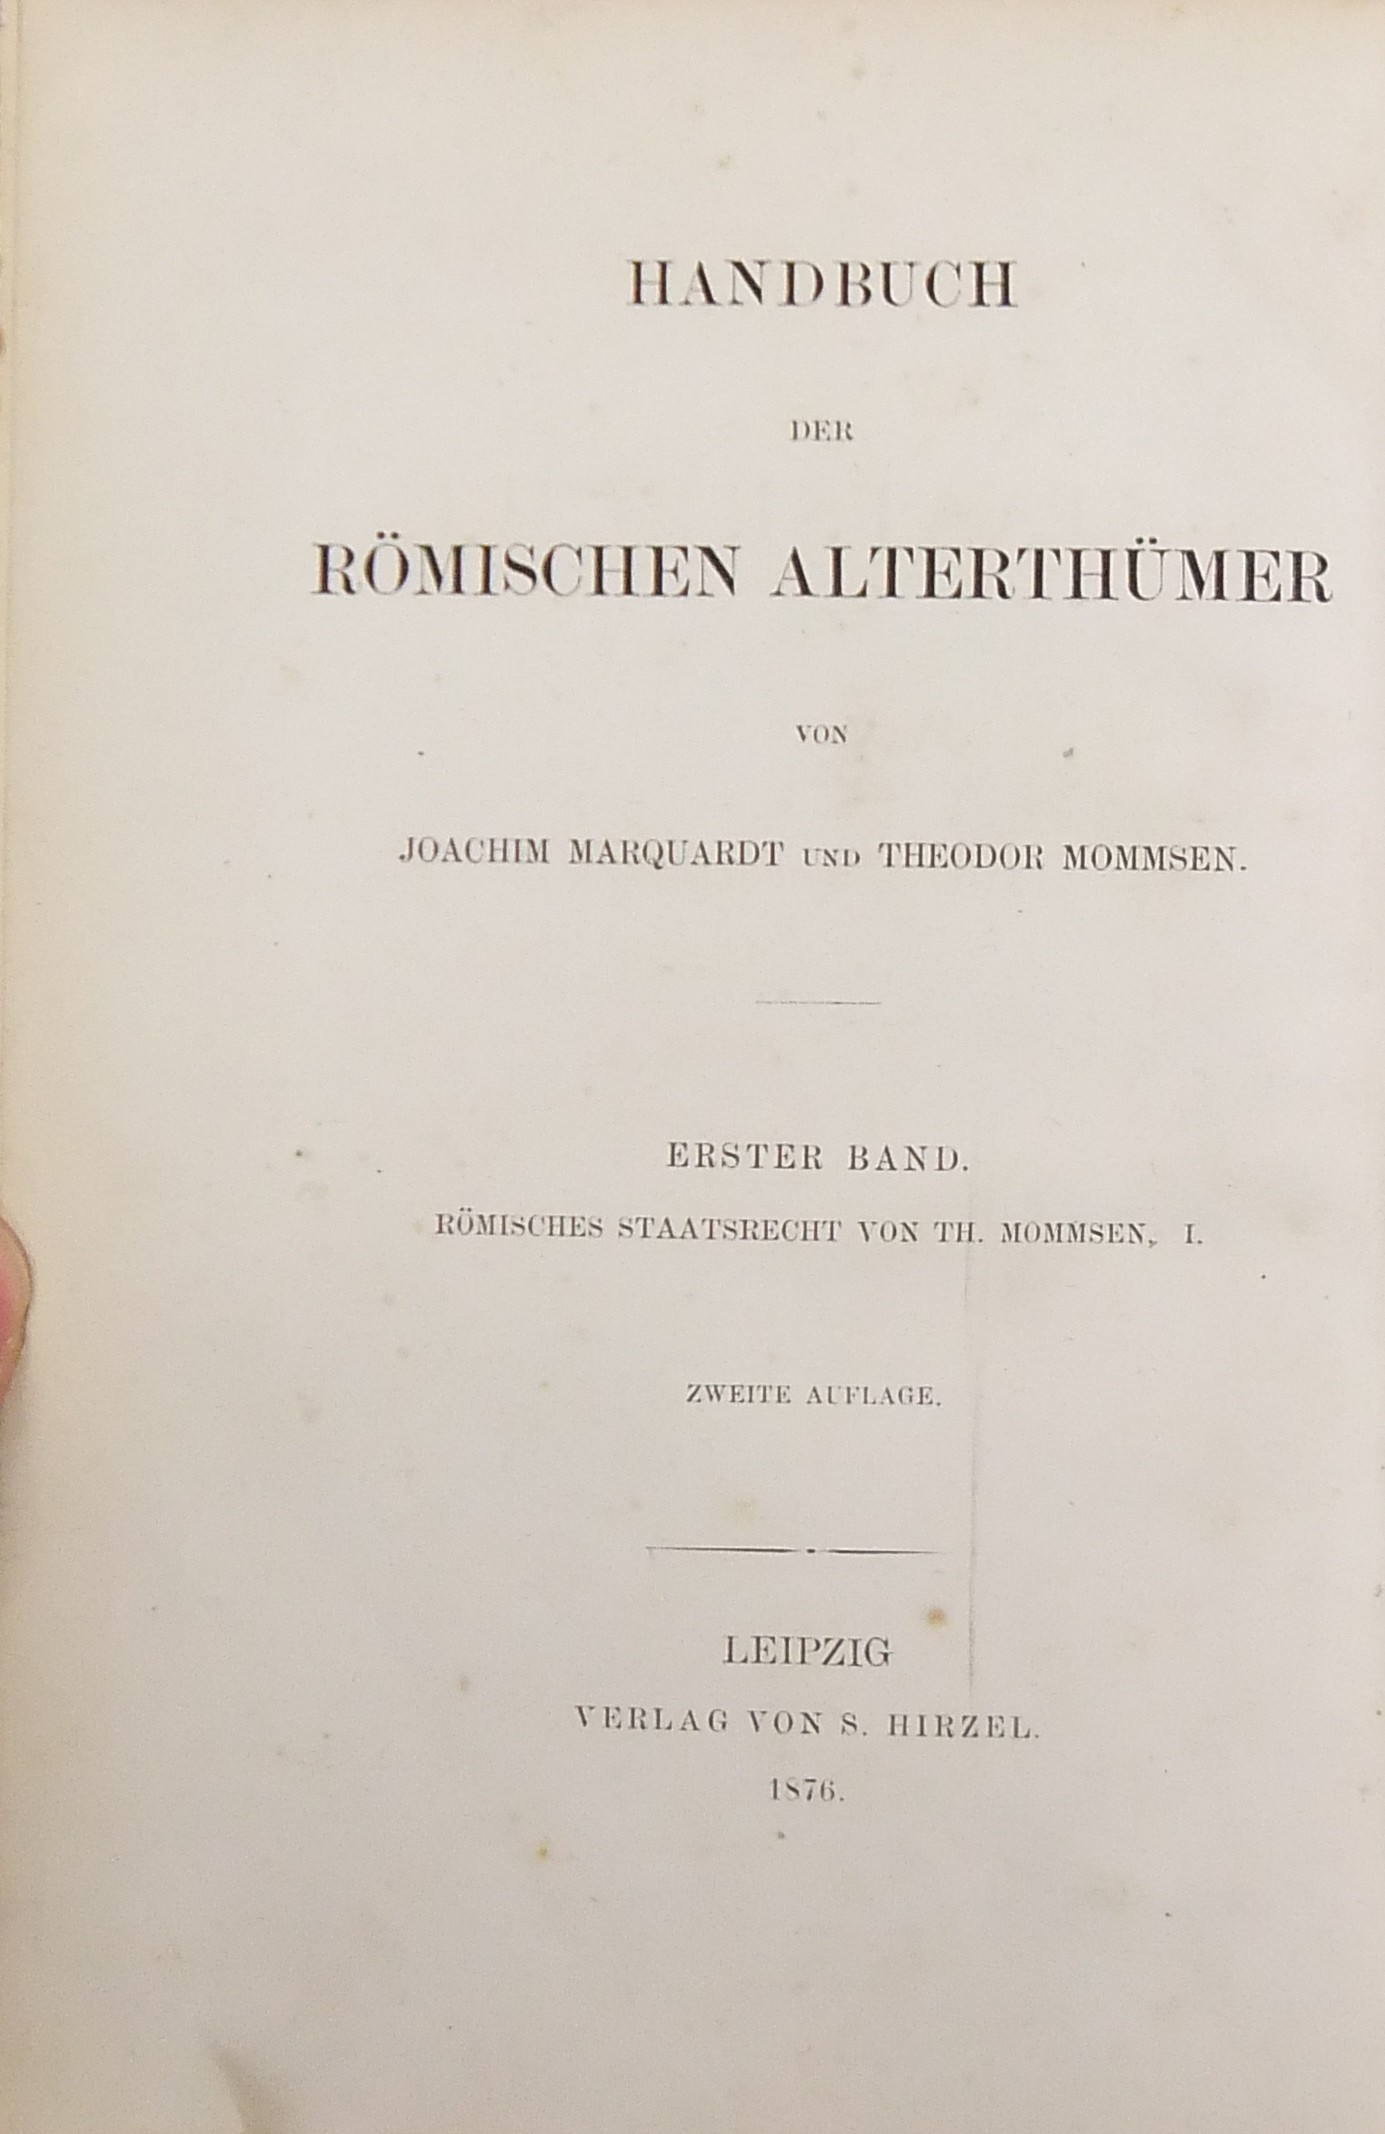 HANDBUCH
DER
RÖMISCHEN ALTERTHÜMER
VON
JOACHIM MARQUARDT UND THEODOR MOMMSEN.
ERSTER BAND.
RÖMISCHES STAATSRECHT VON TH. MOMMSEN, I.
ZWEITE AUFLAGE.
LEIPZIG
VERLAG VON S. HIRZEL.
1876.